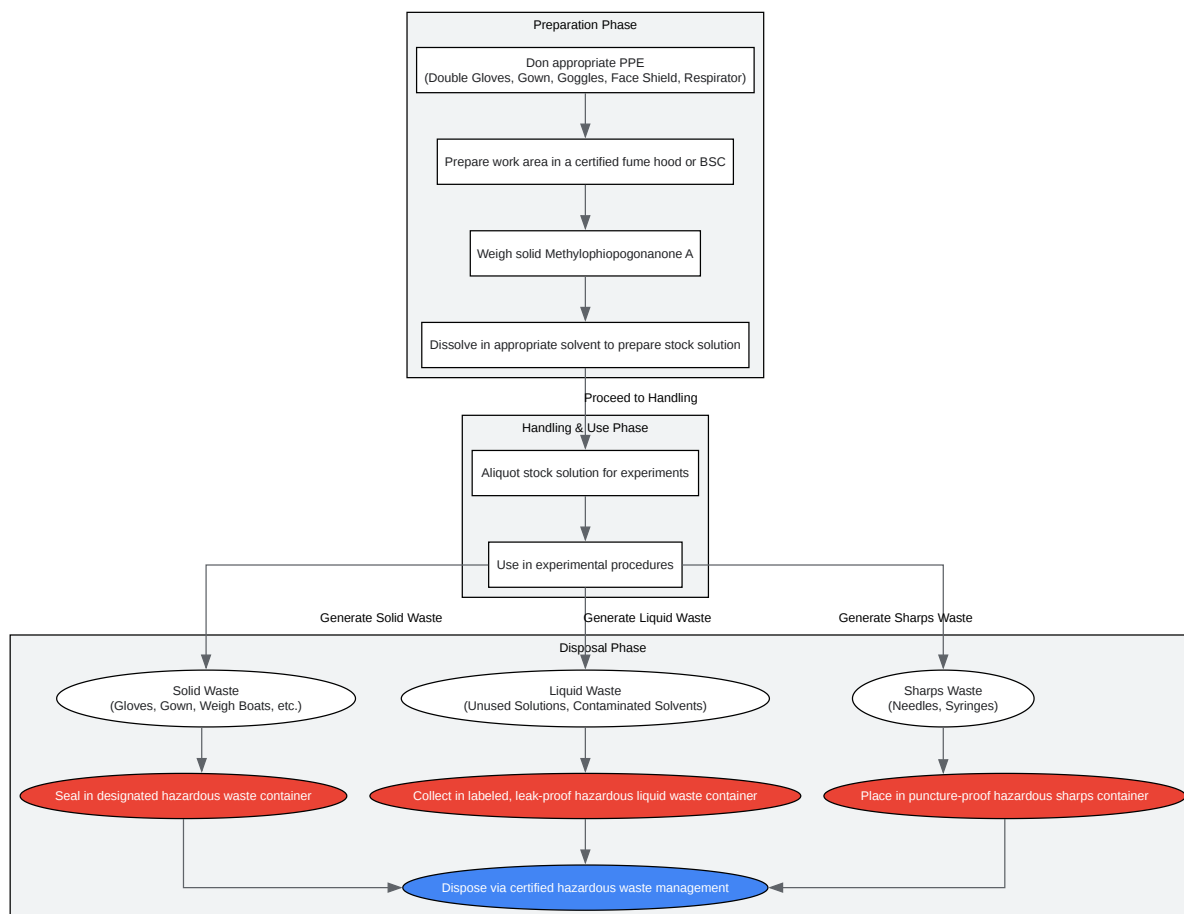 Preparation Phase
Don appropriate PPE
(Double Gloves, Gown, Goggles, Face Shield, Respirator)
Prepare work area in a certified fume hood or BSC
Weigh solid Methylophiopogonanone A
Dissolve in appropriate solvent to prepare stock solution
Proceed to Handling
Handling & Use Phase
Aliquot stock solution for experiments
Use in experimental procedures
Generate Solid Waste
Generate Liquid Waste
Generate Sharps Waste
Disposal Phase
Solid Waste
(Gloves, Gown, Weigh Boats, etc.)
Liquid Waste
(Unused Solutions, Contaminated Solvents)
Sharps Waste
(Needles, Syringes)
Seal in designated hazardous waste container
Collect in labeled, leak-proof hazardous liquid waste container
Place in puncture-proof hazardous sharps container
Dispose via certified hazardous waste management